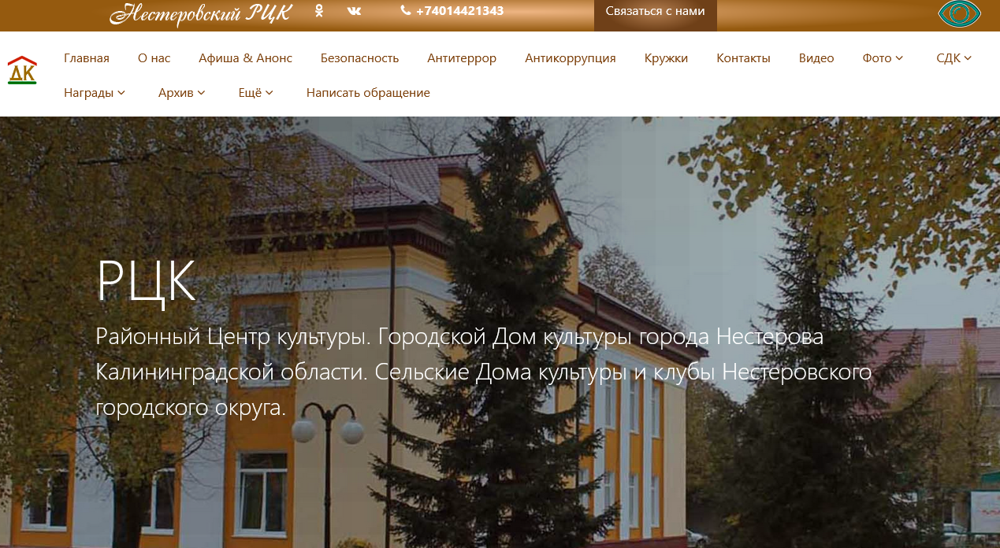 Нестеровский РЦК +74014421343 Связаться с нами
ДК
Главная О нас Афиша & Анонс Безопасность Антитеррор Антикоррупция Кружки Контакты Видео Фото СДК
Награды Архив Ещё Написать обращение
РЦК
Районный Центр культуры. Городской Дом культуры города Нестерова
Калининградской области. Сельские Дома культуры и клубы Нестеровского
городского округа.